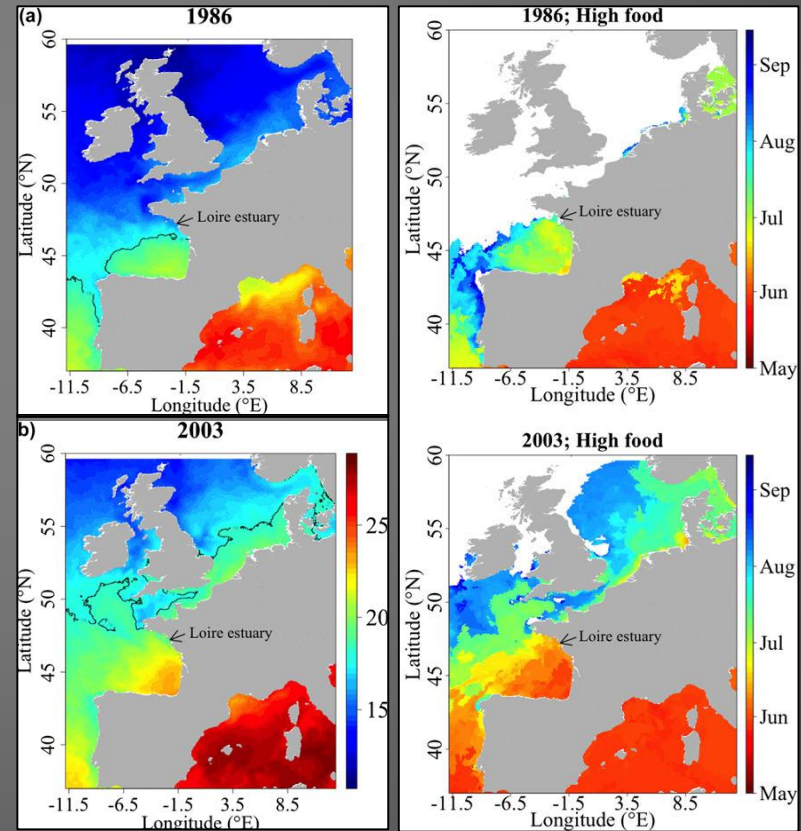 (a)
1986
60
55
50
45
40
Latitude (°N)
Loire estuary
-11.5 -6.5 -1.5 3.5 8.5
Longitude (°E)
1986; High food
60
55
50
45
40
Latitude (°N)
Loire estuary
-11.5 -6.5 -1.5 3.5 8.5
Longitude (°E)
Sep
Aug
Jul
Jun
May
b)
2003
60
55
50
45
40
Latitude (°N)
Loire estuary
-11.5 -6.5 -1.5 3.5 8.5
Longitude (°E)
25
20
15
2003; High food
60
55
50
45
40
Latitude (°N)
Loire estuary
-11.5 -6.5 -1.5 3.5 8.5
Longitude (°E)
Sep
Aug
Jul
Jun
May